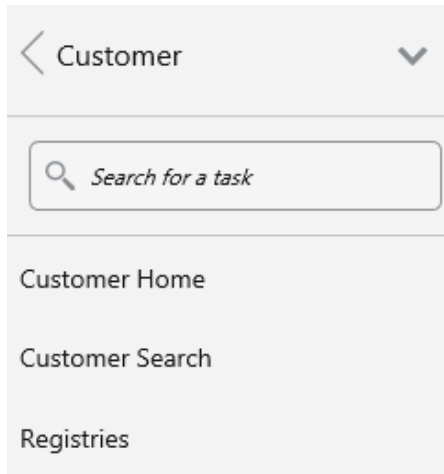 Customer
Search for a task
Customer Home
Customer Search
Registries